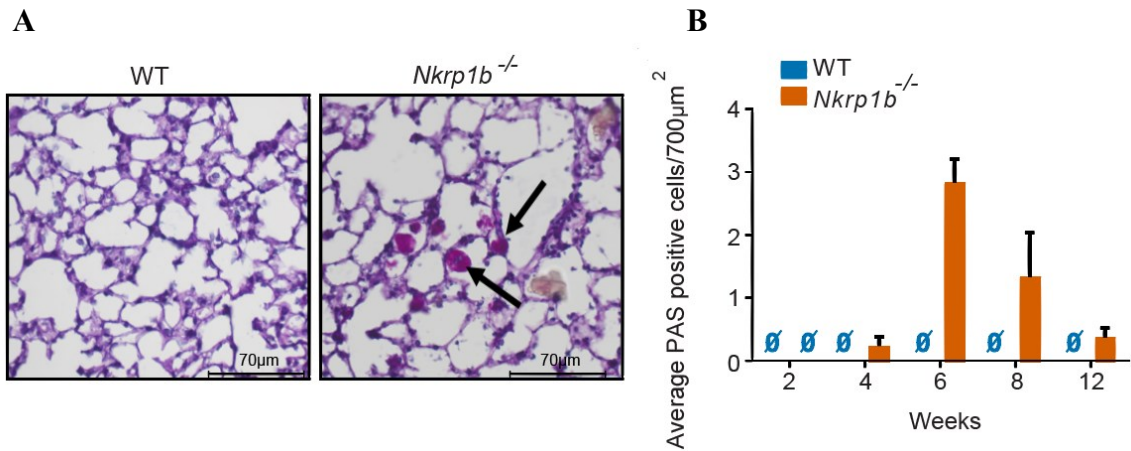 A
WT
Nkrp1b-/-
70µm
70µm
B
WT
Nkrp1b-/-
Average PAS positive cells/700µm2
4
3
2
1
0
Ø Ø Ø Ø Ø Ø
2 4 6 8 12
Weeks